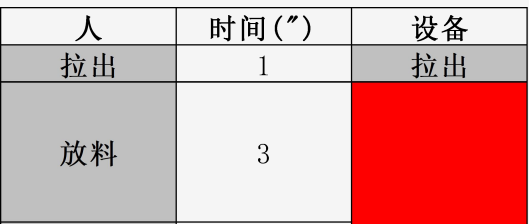 人 时间(") 设备
拉出 1 拉出
放料 3